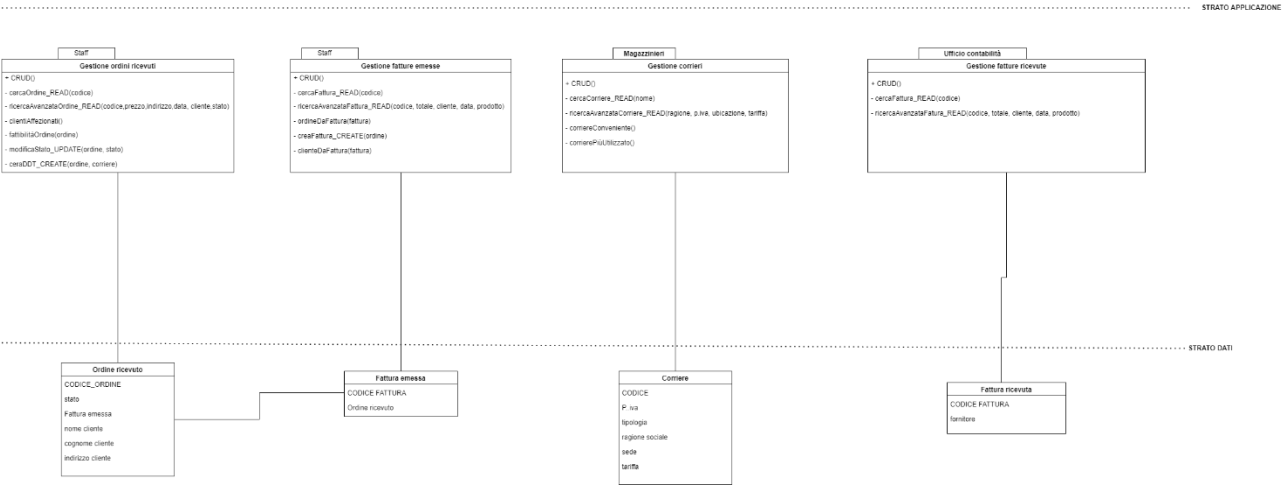 STRATO APPLICAZIONE
Staff
Gestione ordini ricevuti
+ CRUD()
- cercaOrdine_READ(codice)
- ricercaAvanzataOrdine_READ(codice,prezzo,indirizzo,data, cliente,stato)
- clientiAffezionati()
- fattibilitàOrdine(ordine)
- modificaStato_UPDATE(ordine, stato)
- ceraDDT_CREATE(ordine, corriere)
Staff
Gestione fatture emesse
+ CRUD()
- cercaFattura_READ(codice)
- ricercaAvanzataFattura_READ(codice, totale, cliente, data, prodotto)
- ordineDaFattura(fattura)
- creaFattura_CREATE(ordine)
- clienteDaFattura(fattura)
Magazzinieri
Gestione corrieri
+ CRUD()
- cercaCorriere_READ(nome)
- ricercaAvanzataCorriere_READ(ragione, p.iva, ubicazione, tariffa)
- corriereConveniente()
- corrierePiùUtilizzato()
Ufficio contabilità
Gestione fatture ricevute
+ CRUD()
- cercaFattura_READ(codice)
- ricercaAvanzataFatura_READ(codice, totale, cliente, data, prodotto)
STRATO DATI
Ordine ricevuto
CODICE_ORDINE
stato
Fattura emessa
nome cliente
cognome cliente
indirizzo cliente
Fattura emessa
CODICE FATTURA
Ordine ricevuto
Corriere
CODICE
P. iva
tipologia
ragione sociale
sede
tariffa
Fattura ricevuta
CODICE FATTURA
fornitore